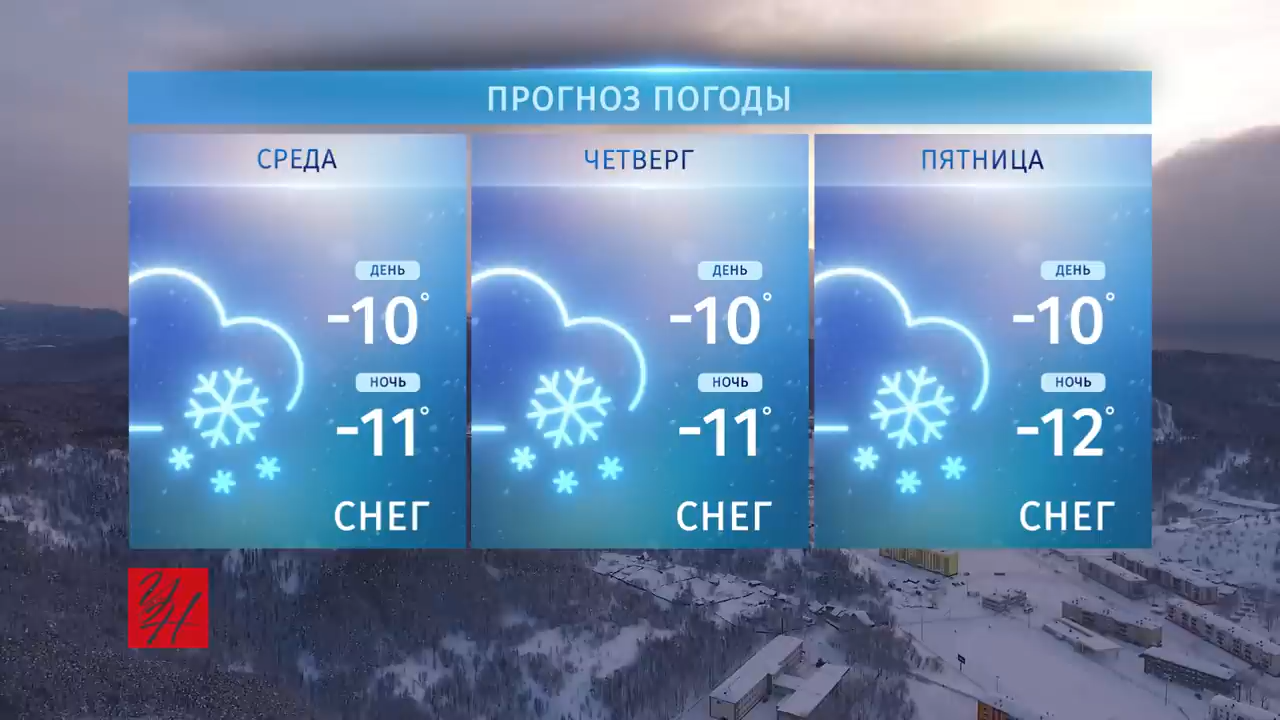 ПРОГНОЗ ПОГОДЫ
СРЕДА
ДЕНЬ
-10°
НОЧЬ
-11°
СНЕГ
ЧЕТВЕРГ
ДЕНЬ
-10°
НОЧЬ
-11°
СНЕГ
ПЯТНИЦА
ДЕНЬ
-10°
НОЧЬ
-12°
СНЕГ
УН